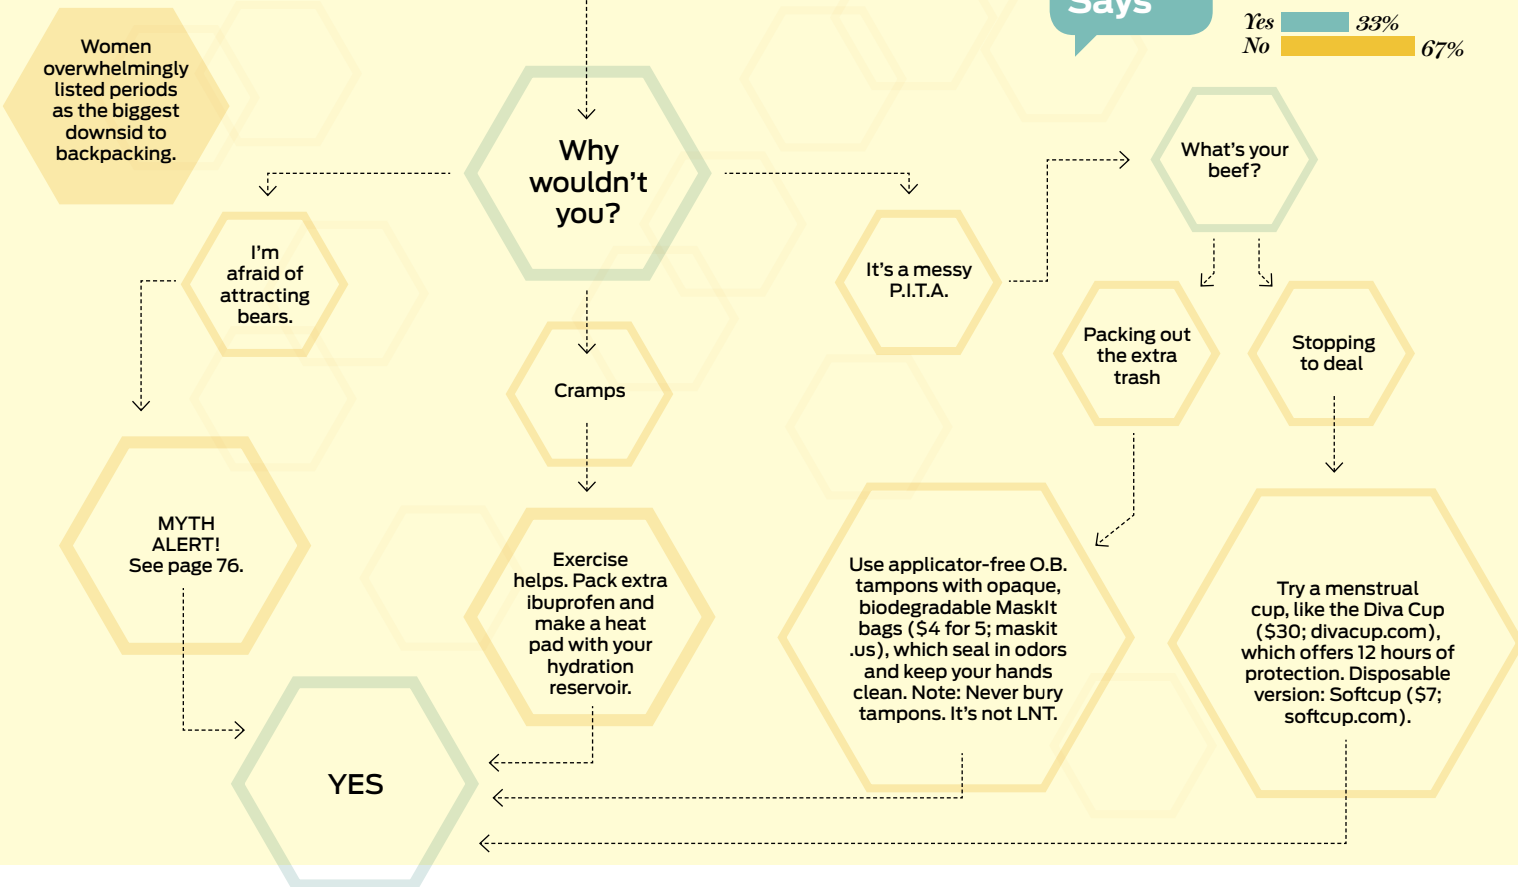 Says
Yes 33%
No 67%
Women
overwhelmingly
listed periods
as the biggest
downsid to
backpacking.
Why
wouldn't
you?
What's your
beef?
I'm
afraid of
attracting
bears.
It's a messy
P.I.T.A.
Packing out
the extra
trash
Stopping
to deal
Cramps
MYTH
ALERT!
See page 76.
Exercise
helps. Pack extra
ibuprofen and
make a heat
pad with your
hydration
reservoir.
Use applicator-free O.B.
tampons with opaque,
biodegradable MaskIt
bags ($4 for 5; maskit
.us), which seal in odors
and keep your hands
clean. Note: Never bury
tampons. It's not LNT.
Try a menstrual
cup, like the Diva Cup
($30; divacup.com),
which offers 12 hours of
protection. Disposable
version: Softcup ($7;
softcup.com).
YES